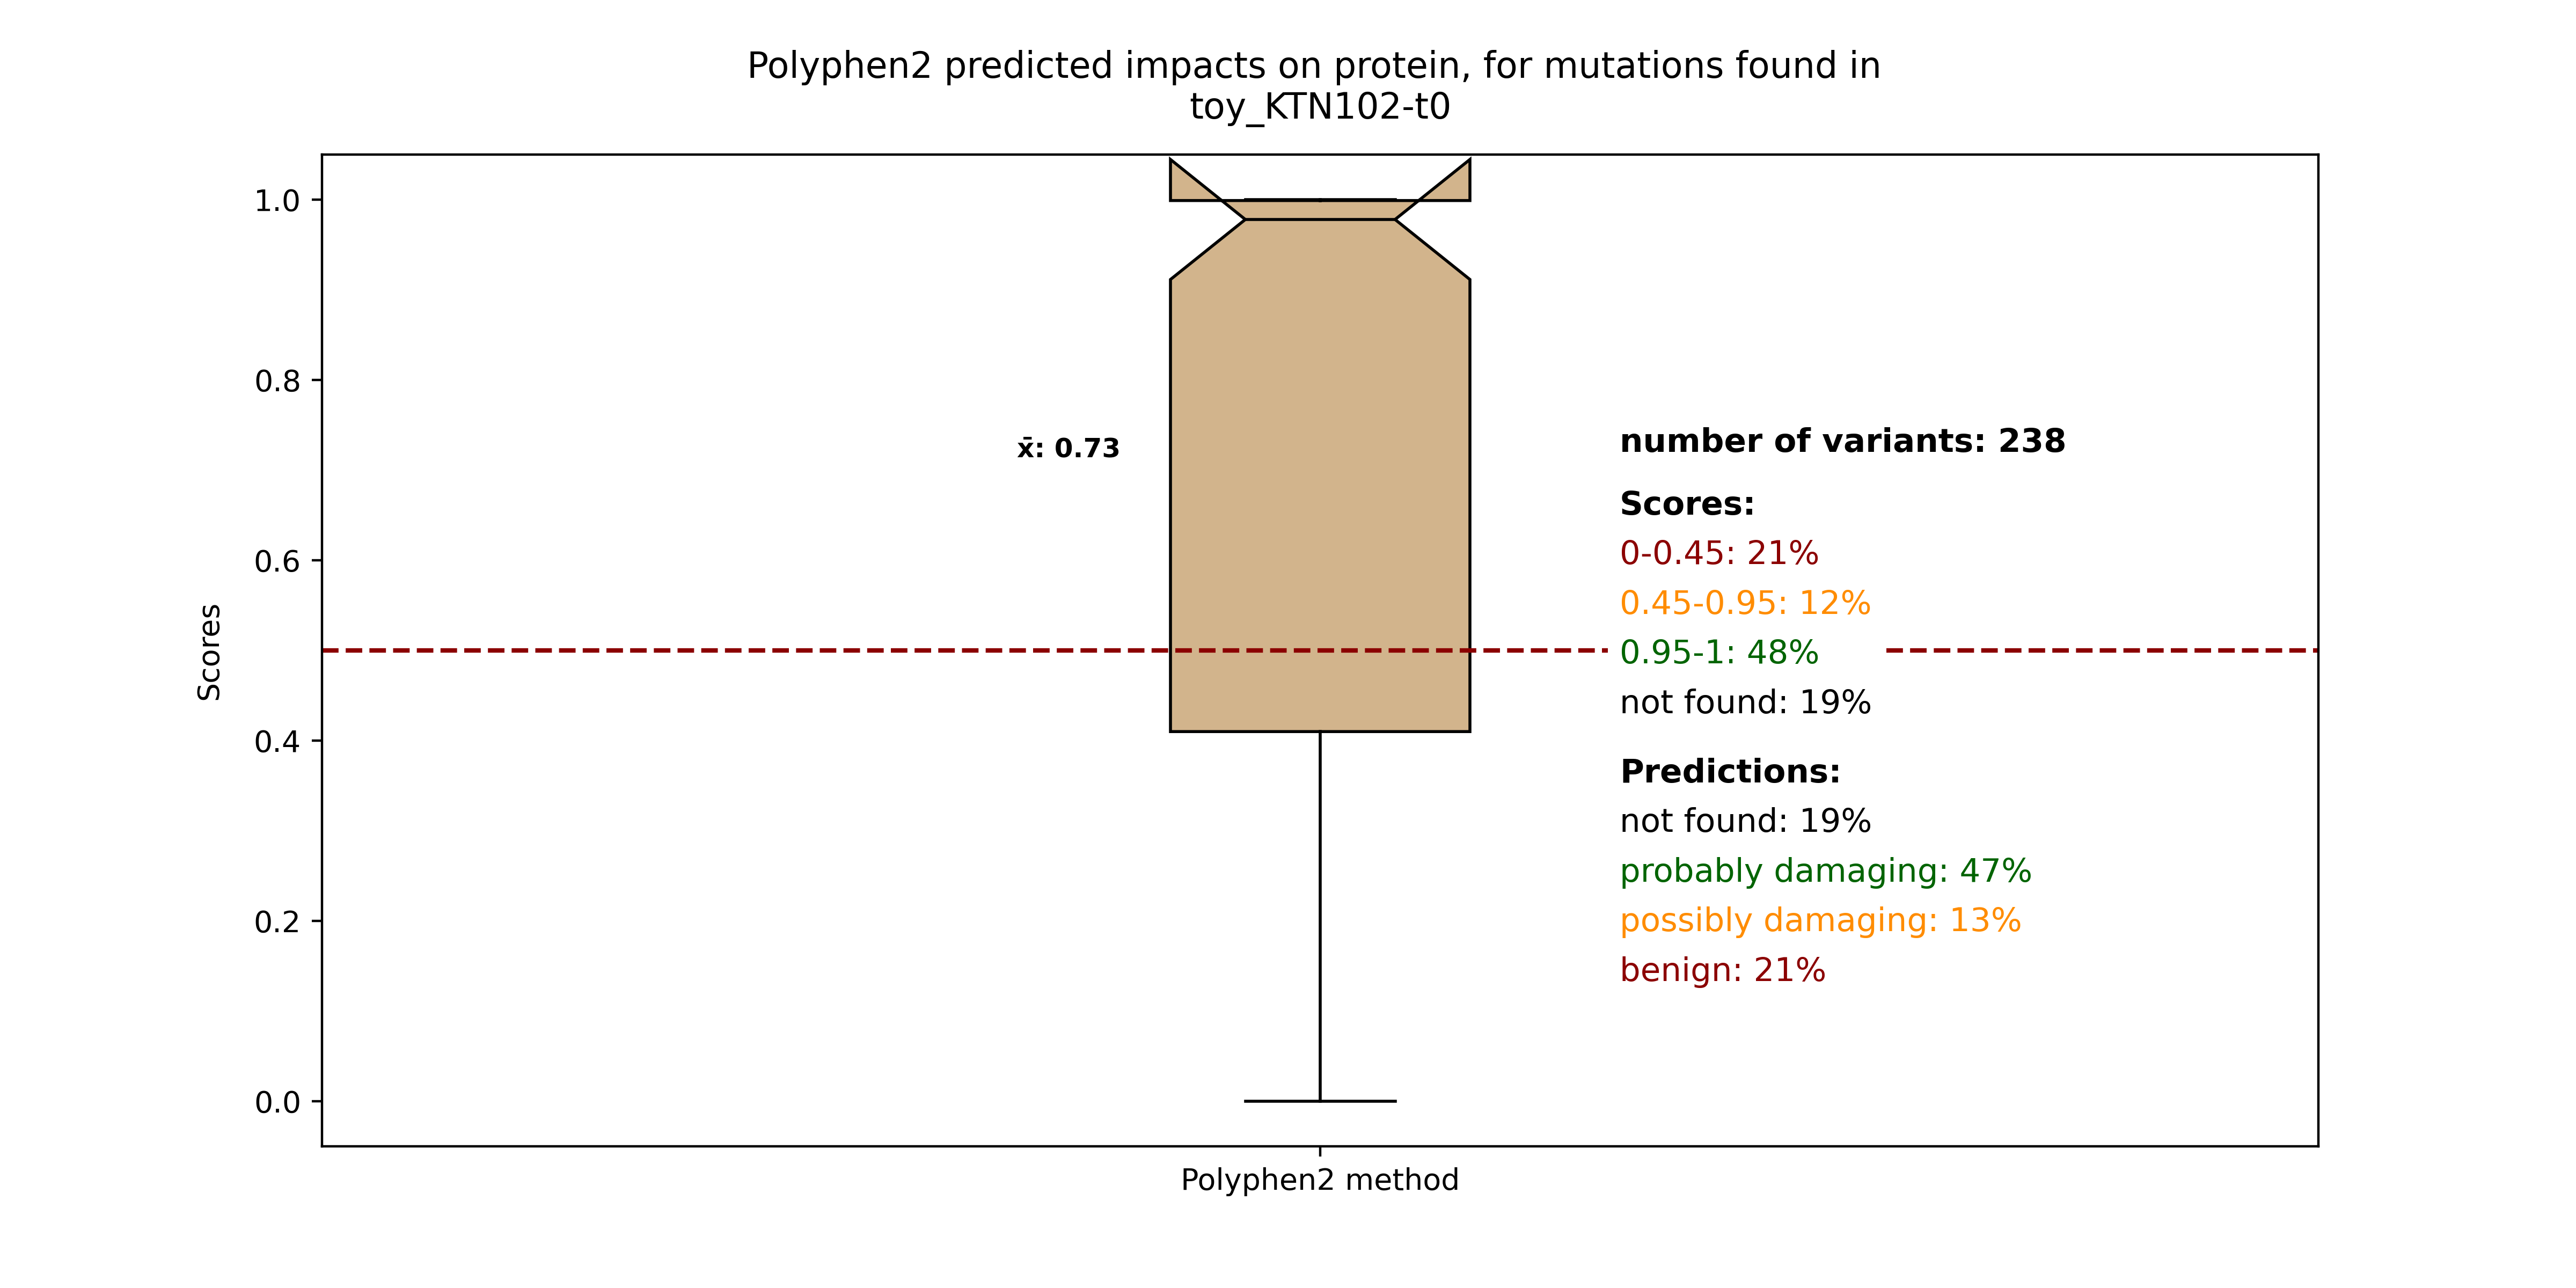 Polyphen2 predicted impacts on protein, for mutations found in
toy_KTN102-t0
1.0
0.8
0.6
0.4
0.2
0.0
Scores
x̄: 0.73
number of variants: 238
Scores:
0-0.45: 21%
0.45-0.95: 12%
0.95-1: 48%
not found: 19%
Predictions:
not found: 19%
probably damaging: 47%
possibly damaging: 13%
benign: 21%
Polyphen2 method